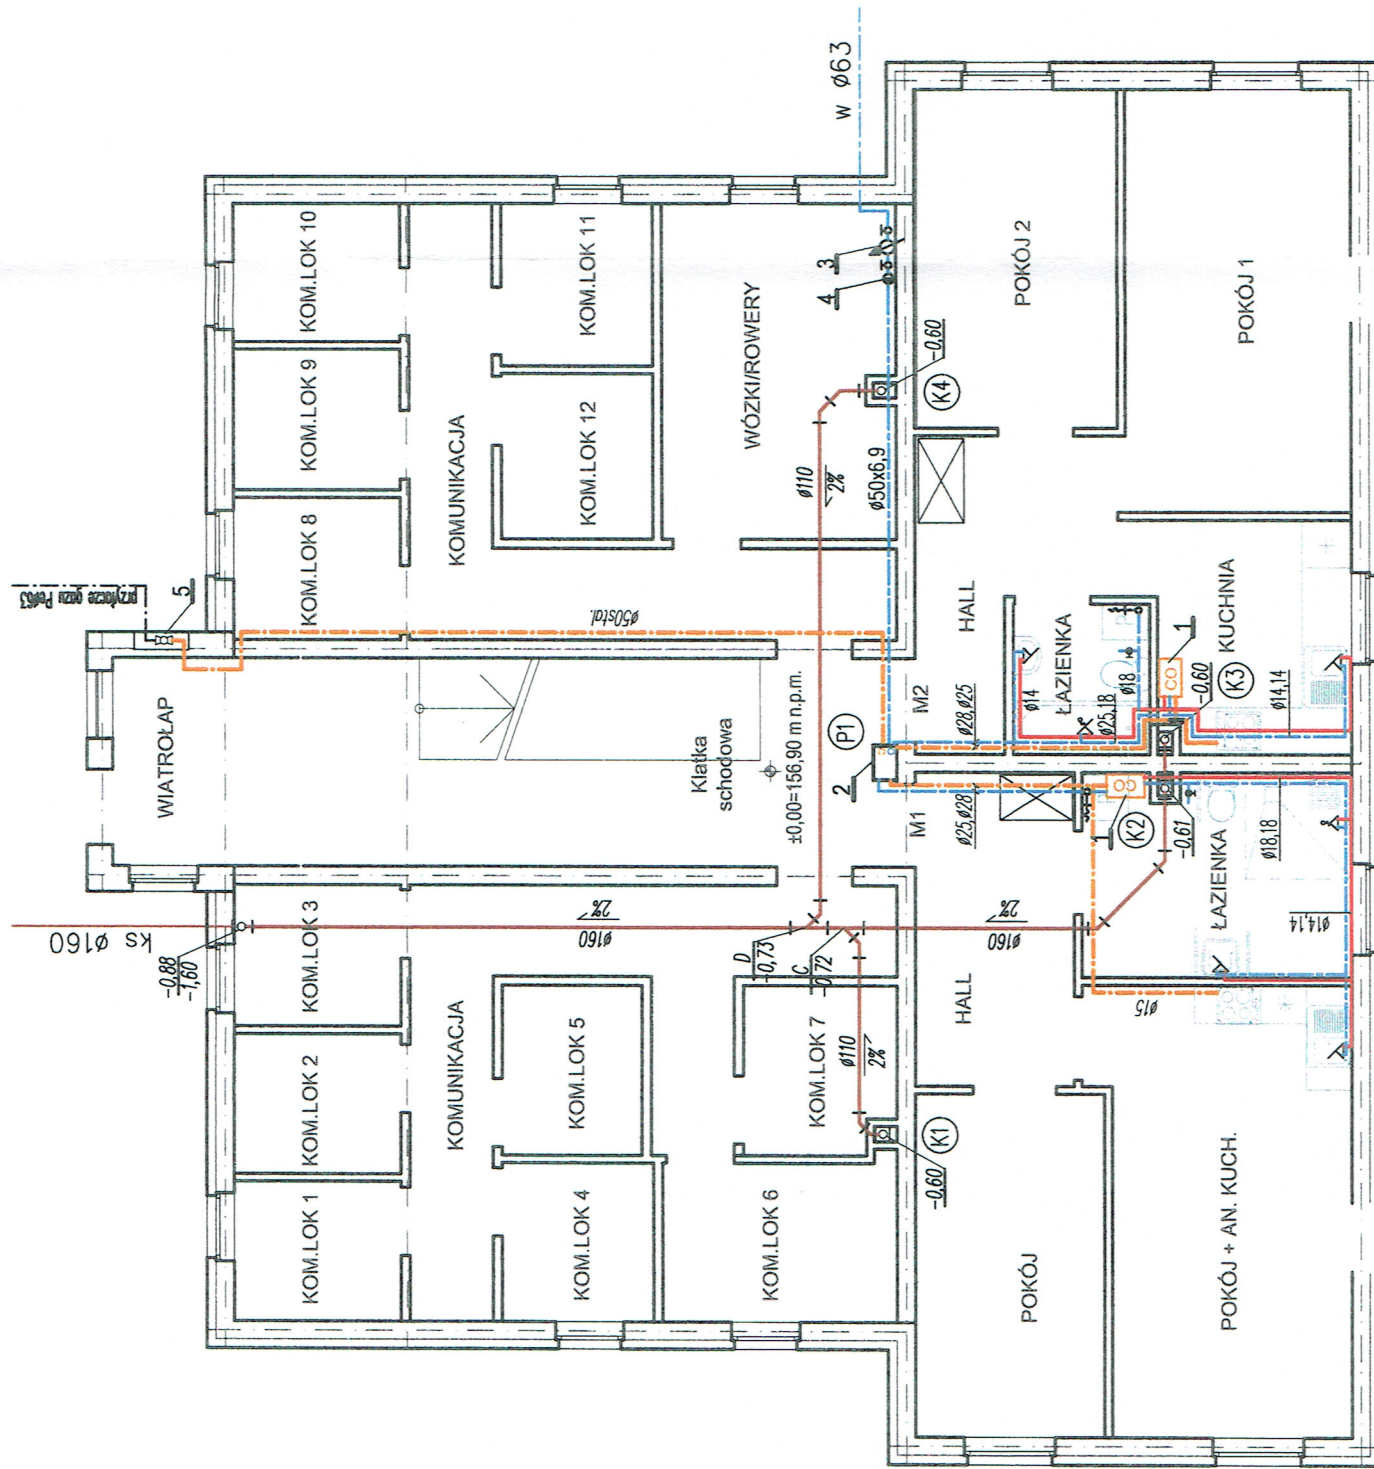 w ø63
KOM.LOK 10
KOM.LOK 9
KOM.LOK 8
KOM.LOK 11
KOM.LOK 12
KOMUNIKACJA
WÓZKI/ROWERY
3
4
-0,60
K4
ø110
2%
ø50x6,9
POKÓJ 2
POKÓJ 1
przyłącze gazu Peø63
5
ø50stal.
WIATROŁAP
Klatka
schodowa
±0,00=156,90 m n.p.m.
P1
2
M2
M1
ø28,ø25
ø25,ø28
HALL
ŁAZIENKA
KUCHNIA
ø14
ø18
ø25,18
CO
1
-0,60
K3
ø14,14
1
K2
-0,61
ŁAZIENKA
ø18,18
ø14,14
ks ø160
-0,88
-1,60
ø160
2%
D
-0,73
C
-0,72
ø160
2%
KOM.LOK 3
KOM.LOK 2
KOM.LOK 1
KOMUNIKACJA
KOM.LOK 5
KOM.LOK 4
KOM.LOK 7
KOM.LOK 6
ø110
2%
-0,60
K1
HALL
ø15
POKÓJ
POKÓJ + AN. KUCH.